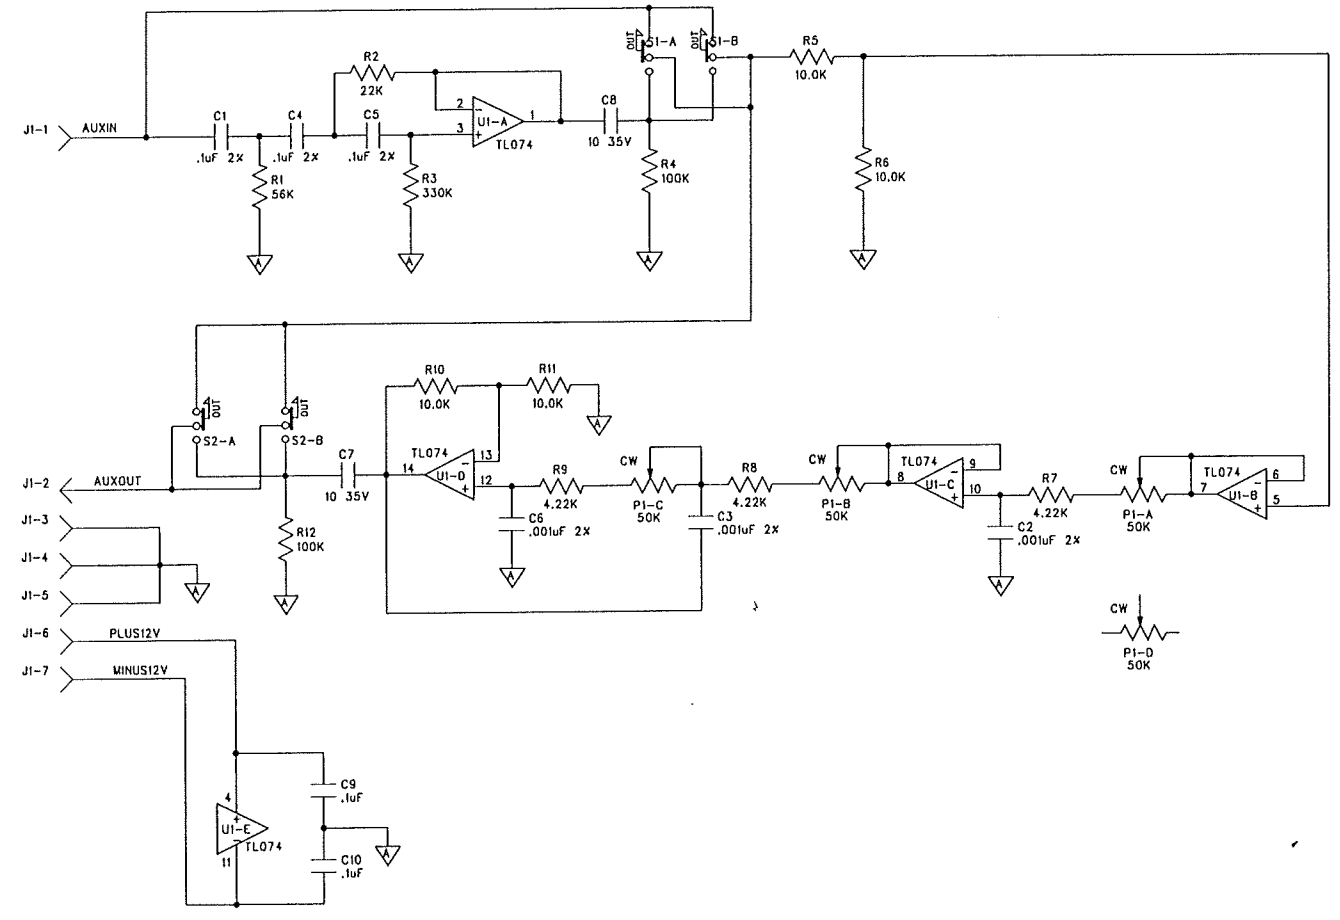 OUT
S1-A
OUT
S1-B
R5
10.0K
R2
22K
J1-1
AUXIN
C1
.1uF 2%
C4
.1uF 2%
C5
.1uF 2%
2
-
3
+
U1-A
1
TL074
C8
10 35V
R1
56K
R3
330K
R4
100K
R6
10.0K
A
A
A
A
R10
10.0K
R11
10.0K
A
OUT
S2-A
OUT
S2-B
C7
10 35V
TL074
14
U1-D
-
13
+
12
R9
4.22K
CW
P1-C
50K
R8
4.22K
CW
P1-B
50K
TL074
8
U1-C
-
9
+
10
R7
4.22K
CW
P1-A
50K
TL074
7
U1-B
-
6
+
5
J1-2
AUXOUT
J1-3
J1-4
J1-5
A
R12
100K
A
C6
.001uF 2%
A
C3
.001uF 2%
C2
.001uF 2%
A
CW
P1-D
50K
J1-6
PLUS12V
J1-7
MINUS12V
4
+
U1-E
-
TL074
11
C9
.1uF
A
C10
.1uF